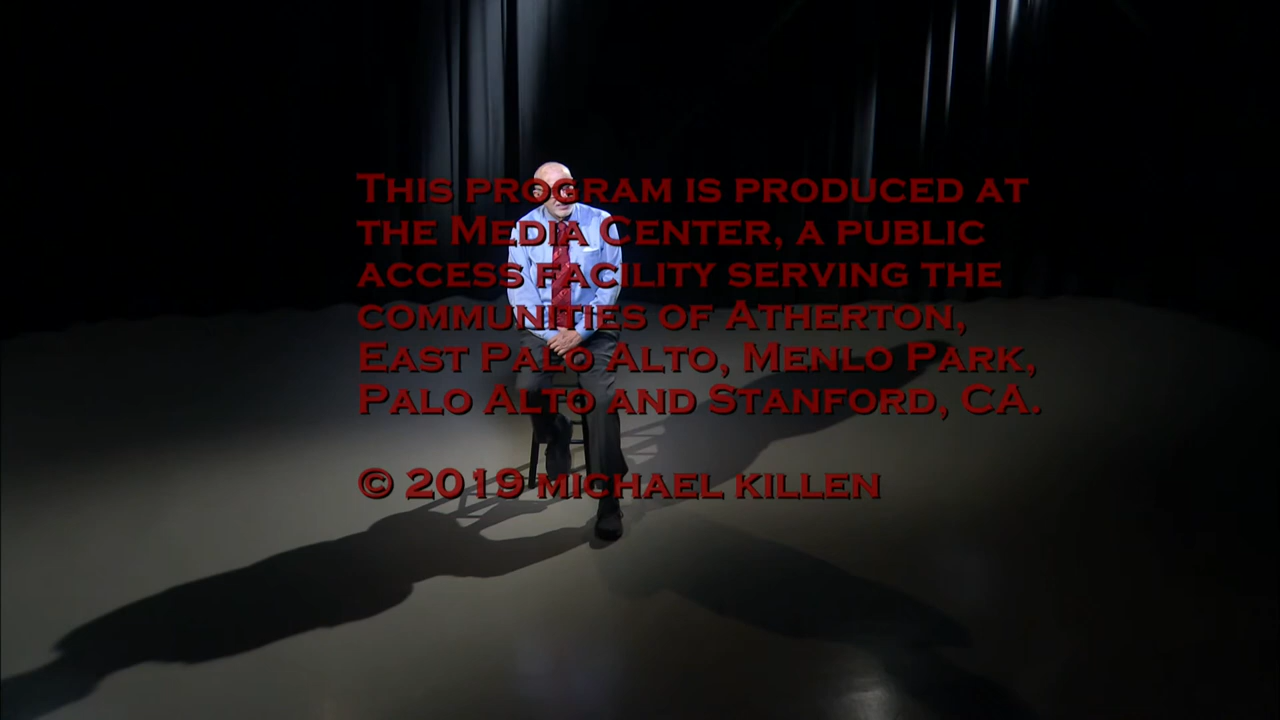 This program is produced at
the Media Center, a public
access facility serving the
communities of Atherton,
East Palo Alto, Menlo Park,
Palo Alto and Stanford, CA.
© 2019 michael killen